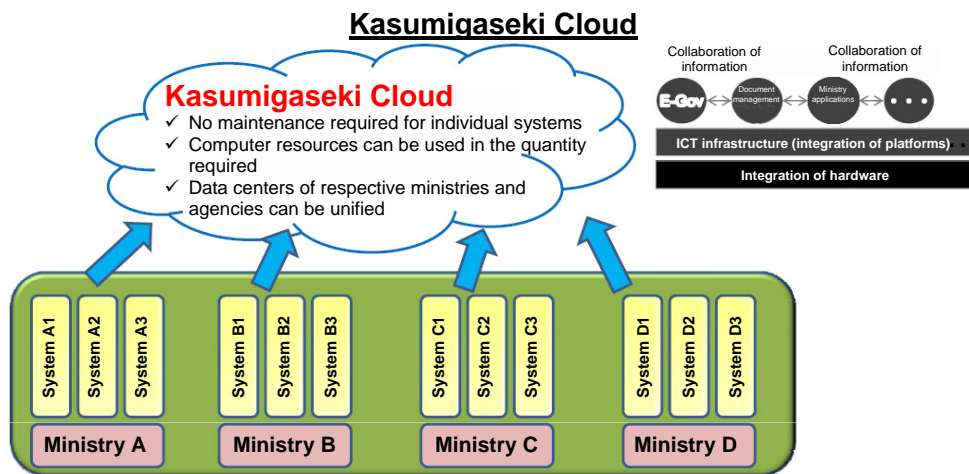 Kasumigaseki Cloud
Kasumigaseki Cloud
✓ No maintenance required for individual systems
✓ Computer resources can be used in the quantity
required
✓ Data centers of respective ministries and
agencies can be unified
Collaboration of
information
Collaboration of
information
E-Gov
Document
management
Ministry
applications
• • •
ICT infrastructure (integration of platforms)• •
Integration of hardware
System A1
System A2
System A3
System B1
System B2
System B3
System C1
System C2
System C3
System D1
System D2
System D3
Ministry A
Ministry B
Ministry C
Ministry D